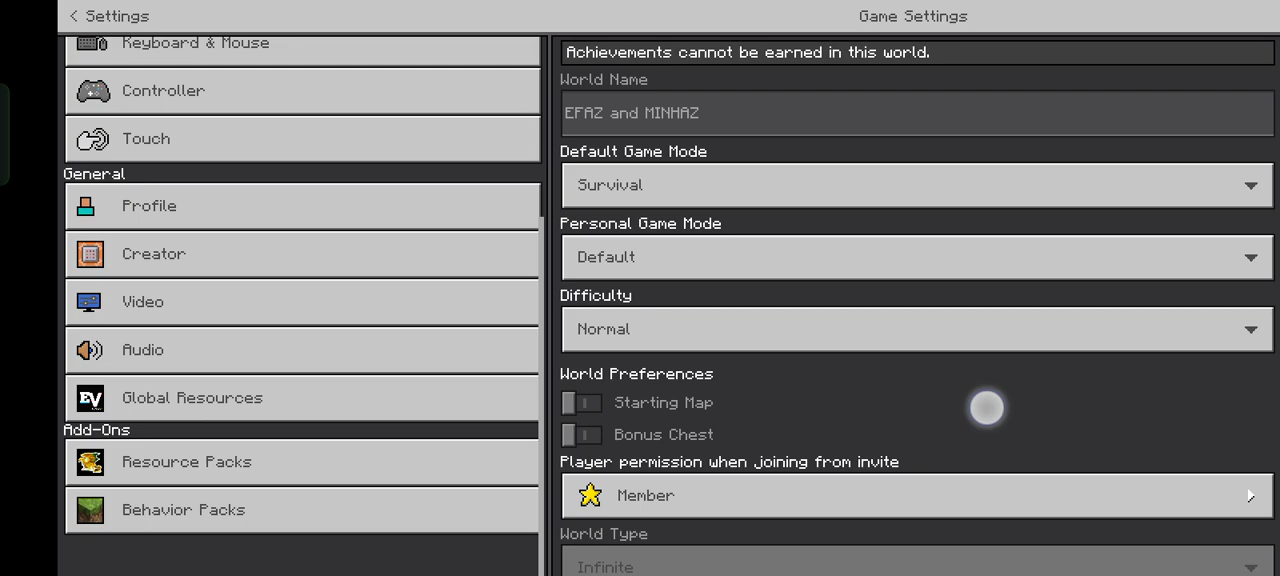 Settings
Game Settings
Keyboard & Mouse
Controller
Touch
General
Profile
Creator
Video
Audio
Global Resources
Add-Ons
Resource Packs
Behavior Packs
Achievements cannot be earned in this world.
World Name
EFAZ and MINHAZ
Default Game Mode
Survival
Personal Game Mode
Default
Difficulty
Normal
World Preferences
Starting Map
Bonus Chest
Player permission when joining from invite
Member
World Type
Infinite